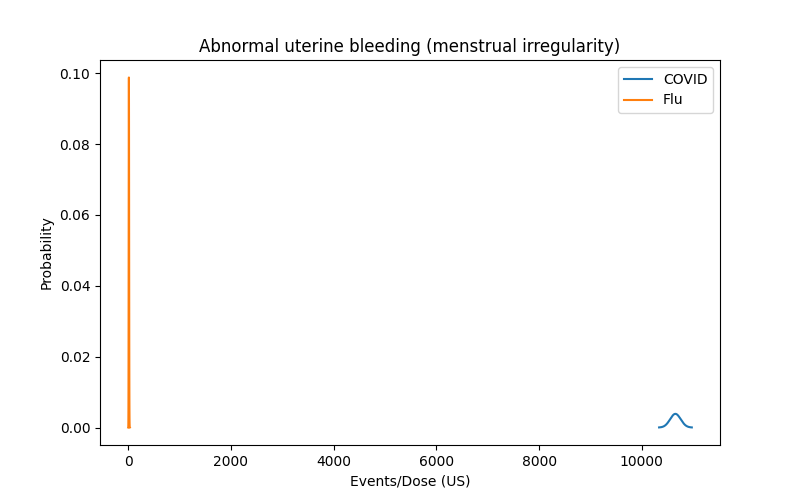 Abnormal uterine bleeding (menstrual irregularity)
COVID
Flu
0.10
0.08
0.06
0.04
0.02
0.00
Probability
0 2000 4000 6000 8000 10000
Events/Dose (US)